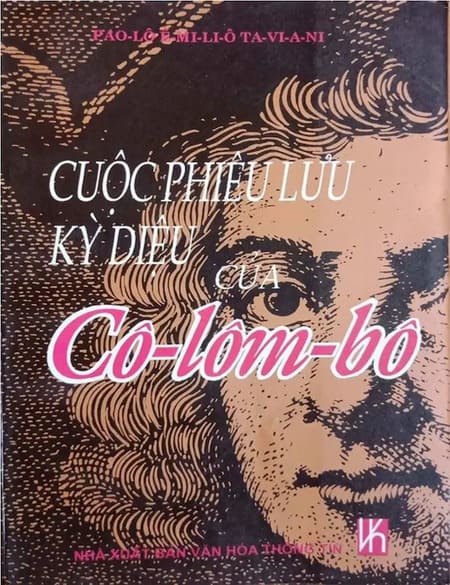 PAO-LÔ Ê-MI-LI-Ô TA-VI-A-NI
CUỘC PHIÊU LƯU
KỲ DIỆU
CỦA
Cô-lôm-bô
NHÀ XUẤT BẢN VĂN HÓA THÔNG TIN